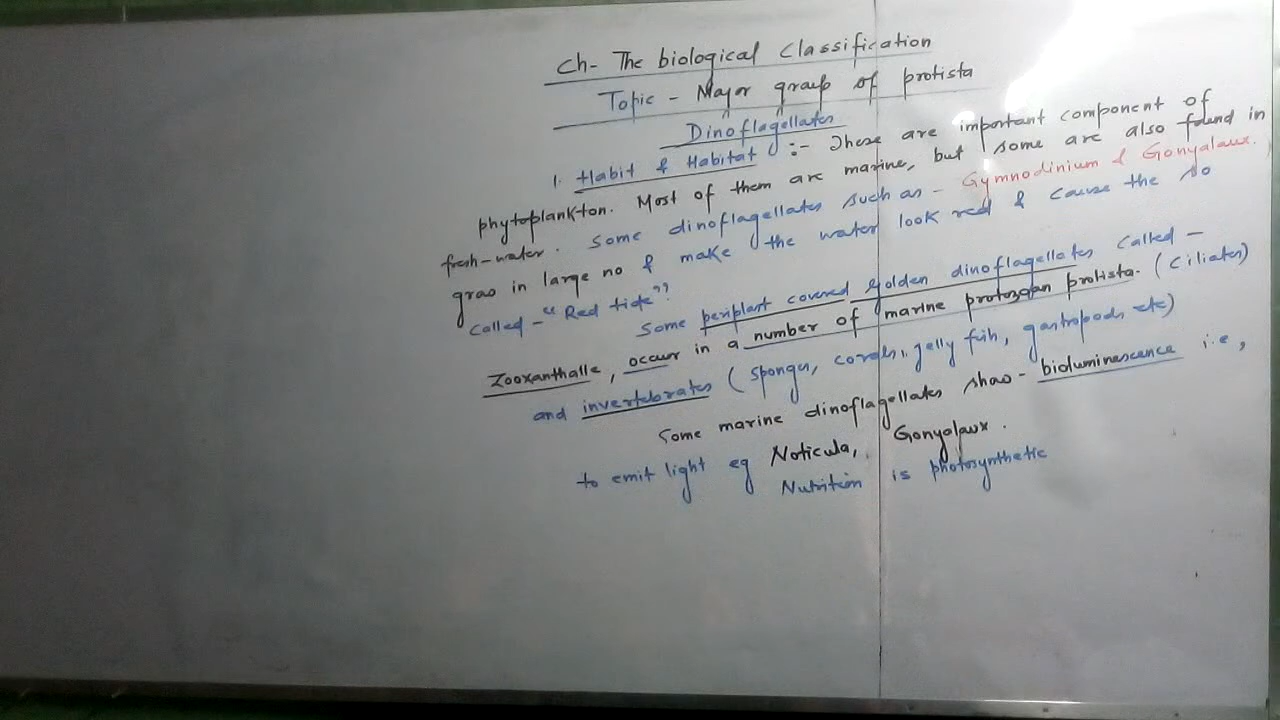 Ch- The biological Classification
Topic - Major group of protista
Dinoflagellates
1. Habit & Habitat :- These are important component of
phytoplankton. Most of them are marine, but some are also found in
fresh-water. Some dinoflagellates such as - Gymnodinium & Gonyalaux.
grao in large no & make the water look red & cause the so
called - "Red tide".
Some periplast covered golden dinoflagellates called -
Zooxanthalle, occur in a number of marine protozoan protista. (Ciliates)
and invertebrates (sponges, corals, jelly fish, gastropods etc)
Some marine dinoflagellates shao - bioluminescence i.e,
to emit light eg Noticula, Gonyalaux.
Nutrition is photosynthetic